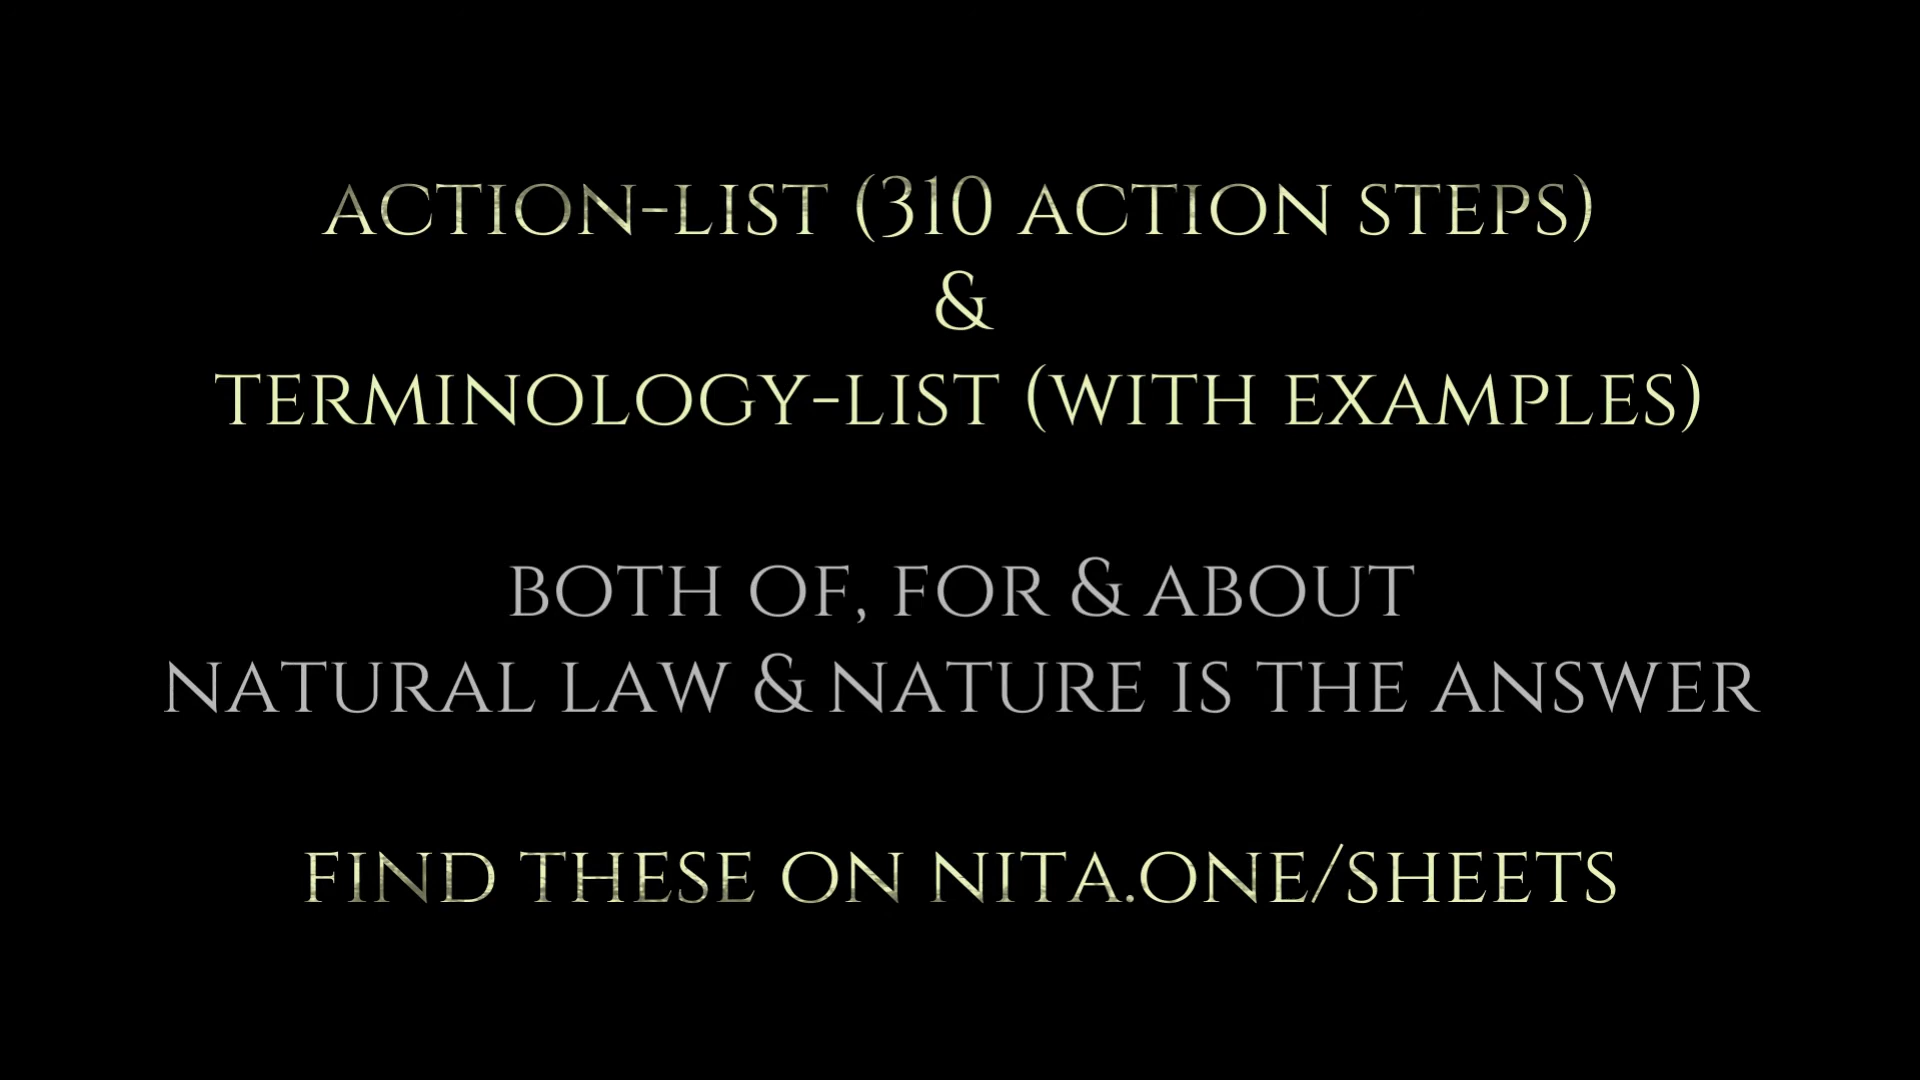 ACTION-LIST (310 ACTION STEPS)
&
TERMINOLOGY-LIST (WITH EXAMPLES)
BOTH OF, FOR & ABOUT
NATURAL LAW & NATURE IS THE ANSWER
FIND THESE ON NITA.ONE/SHEETS